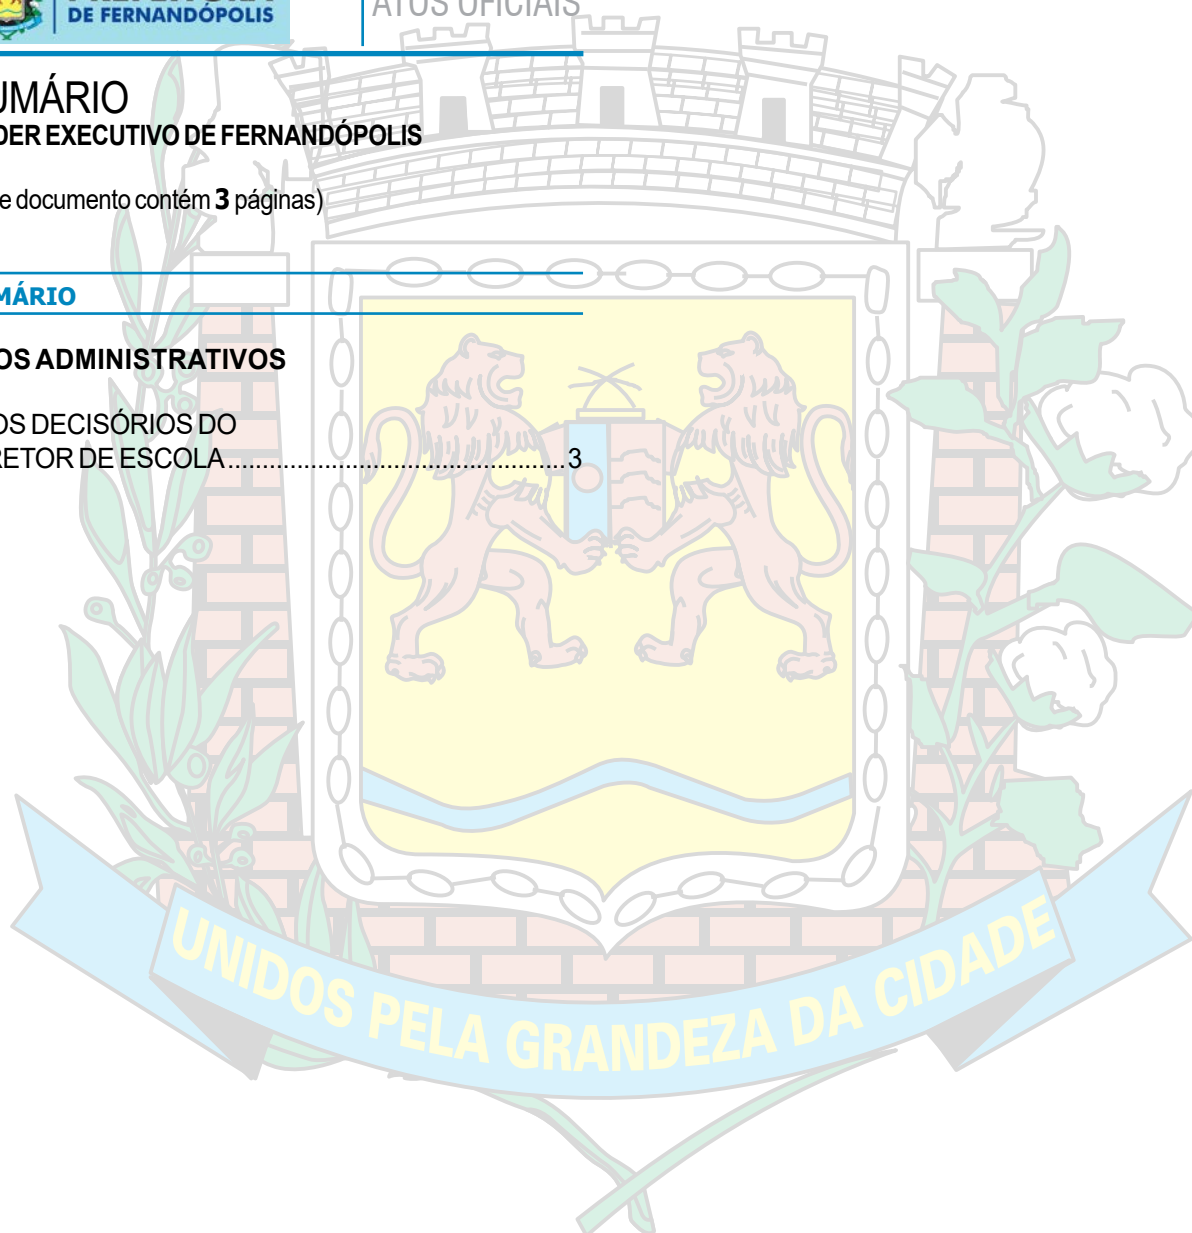 DE FERNANDÓPOLIS
ATOS OFICIAIS
UMÁRIO
DER EXECUTIVO DE FERNANDÓPOLIS
e documento contém 3 páginas)
MÁRIO
OS ADMINISTRATIVOS
OS DECISÓRIOS DO
RETOR DE ESCOLA................................................3
UNIDOS PELA GRANDEZA DA CIDADE